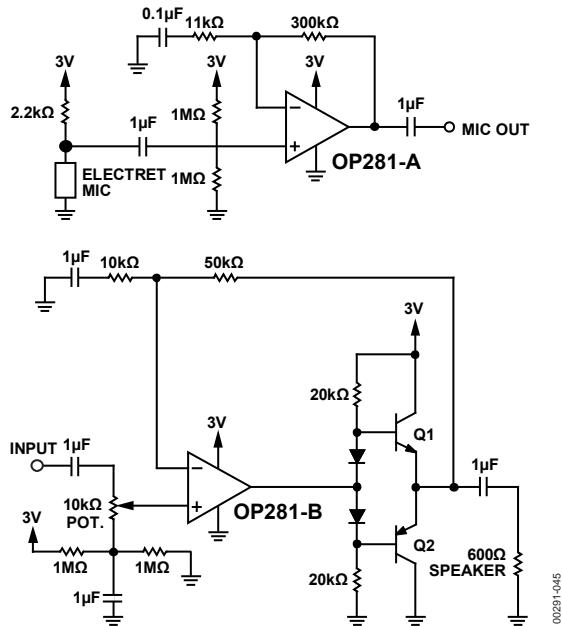 0.1µF
11kΩ
300kΩ
3V
3V
3V
2.2kΩ
1µF
1MΩ
1µF
MIC OUT
ELECTRET
MIC
1MΩ
OP281-A
1µF
10kΩ
50kΩ
3V
20kΩ
Q1
3V
INPUT
1µF
1µF
10kΩ
POT.
OP281-B
3V
Q2
1MΩ
1MΩ
20kΩ
600Ω
SPEAKER
1µF
00291-045
−
+
−
+